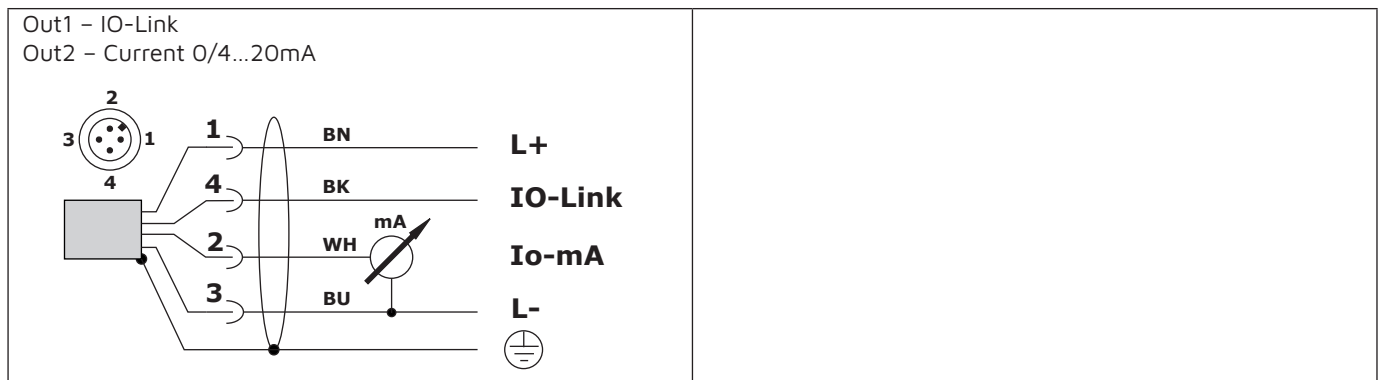 Out1 – IO-Link
Out2 – Current 0/4...20mA
2
3
1
4
1 BN L+
4 BK IO-Link
mA
2 WH Io-mA
3 BU L-